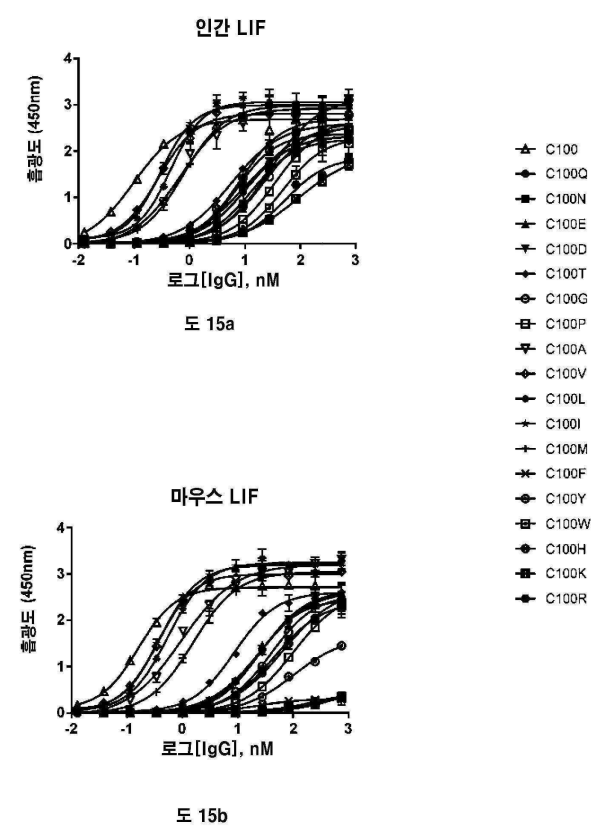 인간 LIF
흡광도 (450nm)
4
3
2
1
0
-2 -1 0 1 2 3
로그[IgG], nM
도 15a
C100
C100Q
C100N
C100E
C100D
C100T
C100G
C100P
C100A
C100V
C100L
C100I
C100M
C100F
C100Y
C100W
C100H
C100K
C100R
마우스 LIF
흡광도 (450nm)
4
3
2
1
0
-2 -1 0 1 2 3
로그[IgG], nM
도 15b